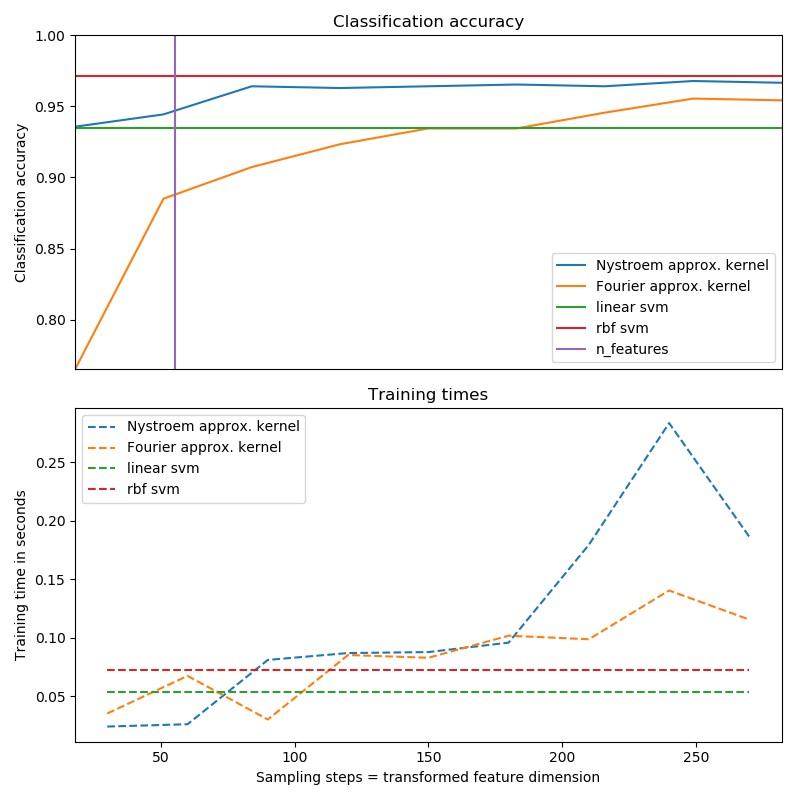 Classification accuracy
1.00
0.95
0.90
0.85
0.80
Classification accuracy
Nystroem approx. kernel
Fourier approx. kernel
linear svm
rbf svm
n_features
Training times
Nystroem approx. kernel
Fourier approx. kernel
linear svm
rbf svm
0.25
0.20
0.15
0.10
0.05
Training time in seconds
50 100 150 200 250
Sampling steps = transformed feature dimension